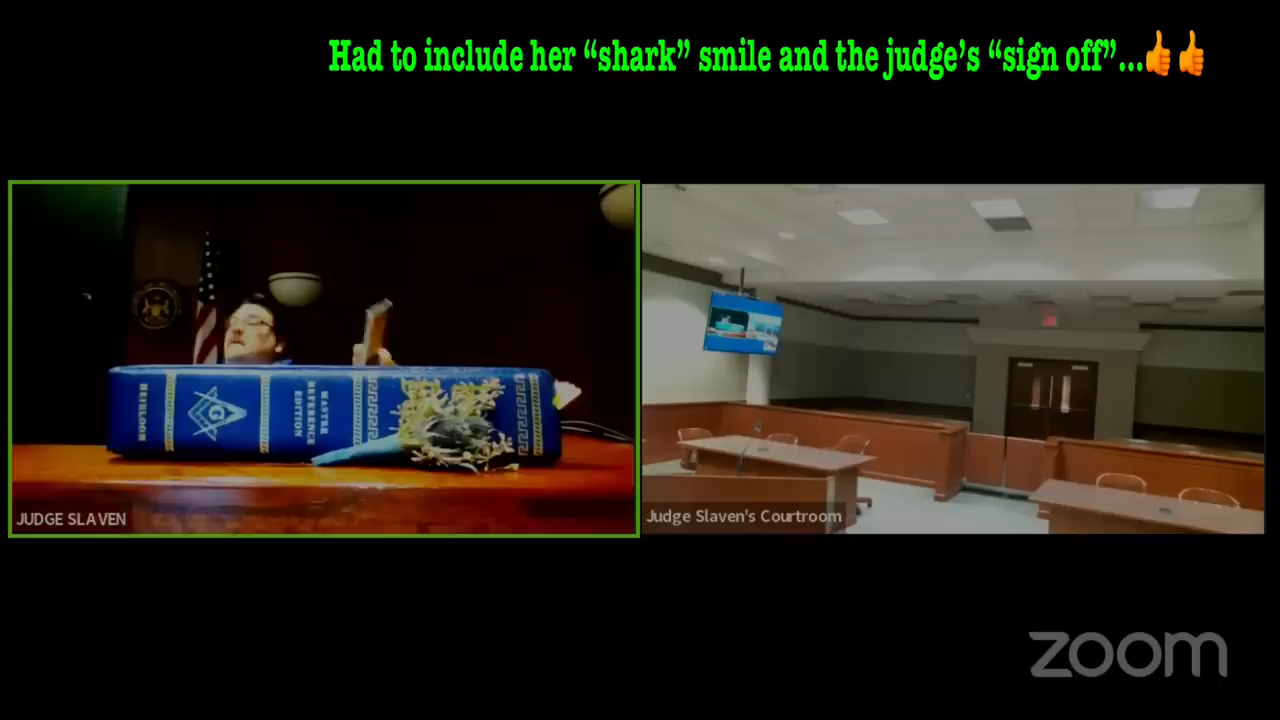 Had to include her “shark” smile and the judge’s “sign off”...👍👍
HEIRLOOM
G
MASTER
REFERENCE
EDITION
JUDGE SLAVEN
Judge Slaven's Courtroom
zoom